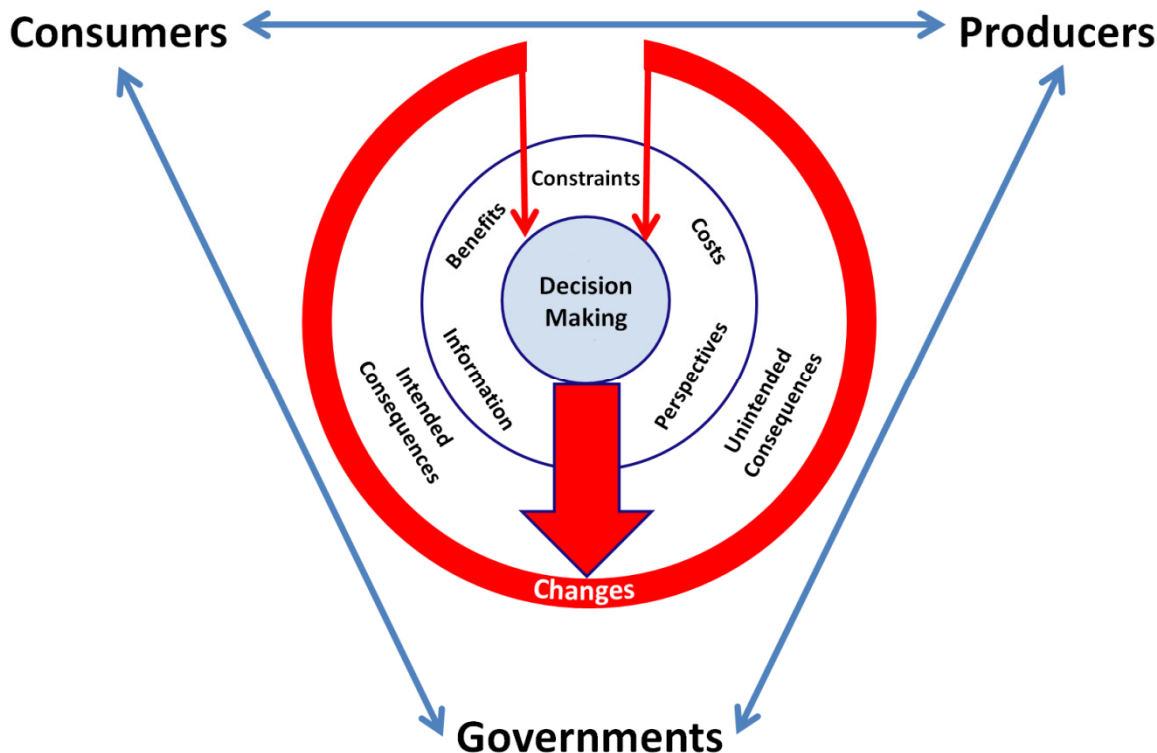 Consumers
Producers
Constraints
Benefits
Costs
Decision
Making
Information
Perspectives
Intended
Consequences
Unintended
Consequences
Changes
Governments